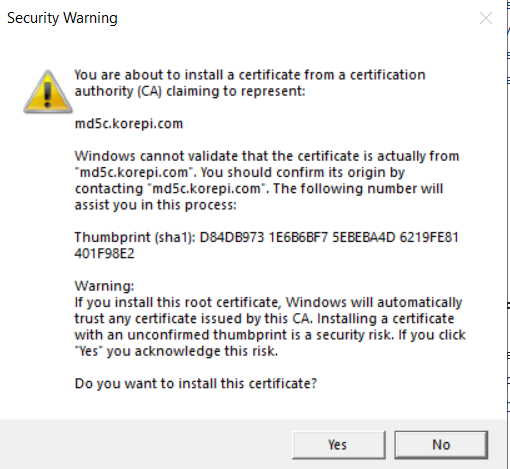 Security Warning
You are about to install a certificate from a certification
authority (CA) claiming to represent:
md5c.korepi.com
Windows cannot validate that the certificate is actually from
"md5c.korepi.com". You should confirm its origin by
contacting "md5c.korepi.com". The following number will
assist you in this process:
Thumbprint (sha1): D84DB973 1E6B6BF7 5EBEBA4D 6219FE81
401F98E2
Warning:
If you install this root certificate, Windows will automatically
trust any certificate issued by this CA. Installing a certificate
with an unconfirmed thumbprint is a security risk. If you click
"Yes" you acknowledge this risk.
Do you want to install this certificate?
Yes
No